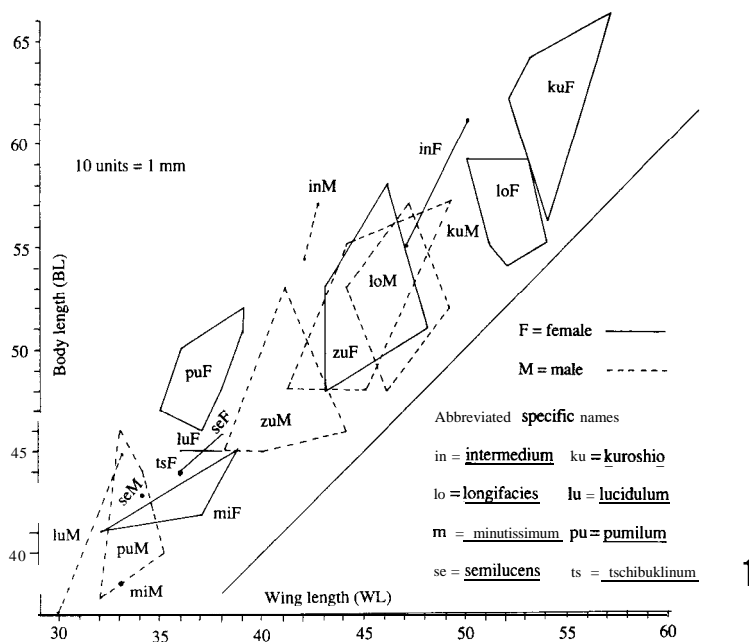 65
60
55
50
45
40
Body length (BL)
10 units = 1 mm
kuF
inF
inM
loF
kuM
loM
zuF
puF
seF
zuM
luF
tsF
seM
miF
luM
puM
miM
F = female
M = male
Abbreviated specific names
in = intermedium ku = kuroshio
lo = longifacies lu = lucidulum
m = minutissimum pu = pumilum
se = semilucens ts = tschibuklinum
1
Wing length (WL)
30 35 40 45 50 55 60